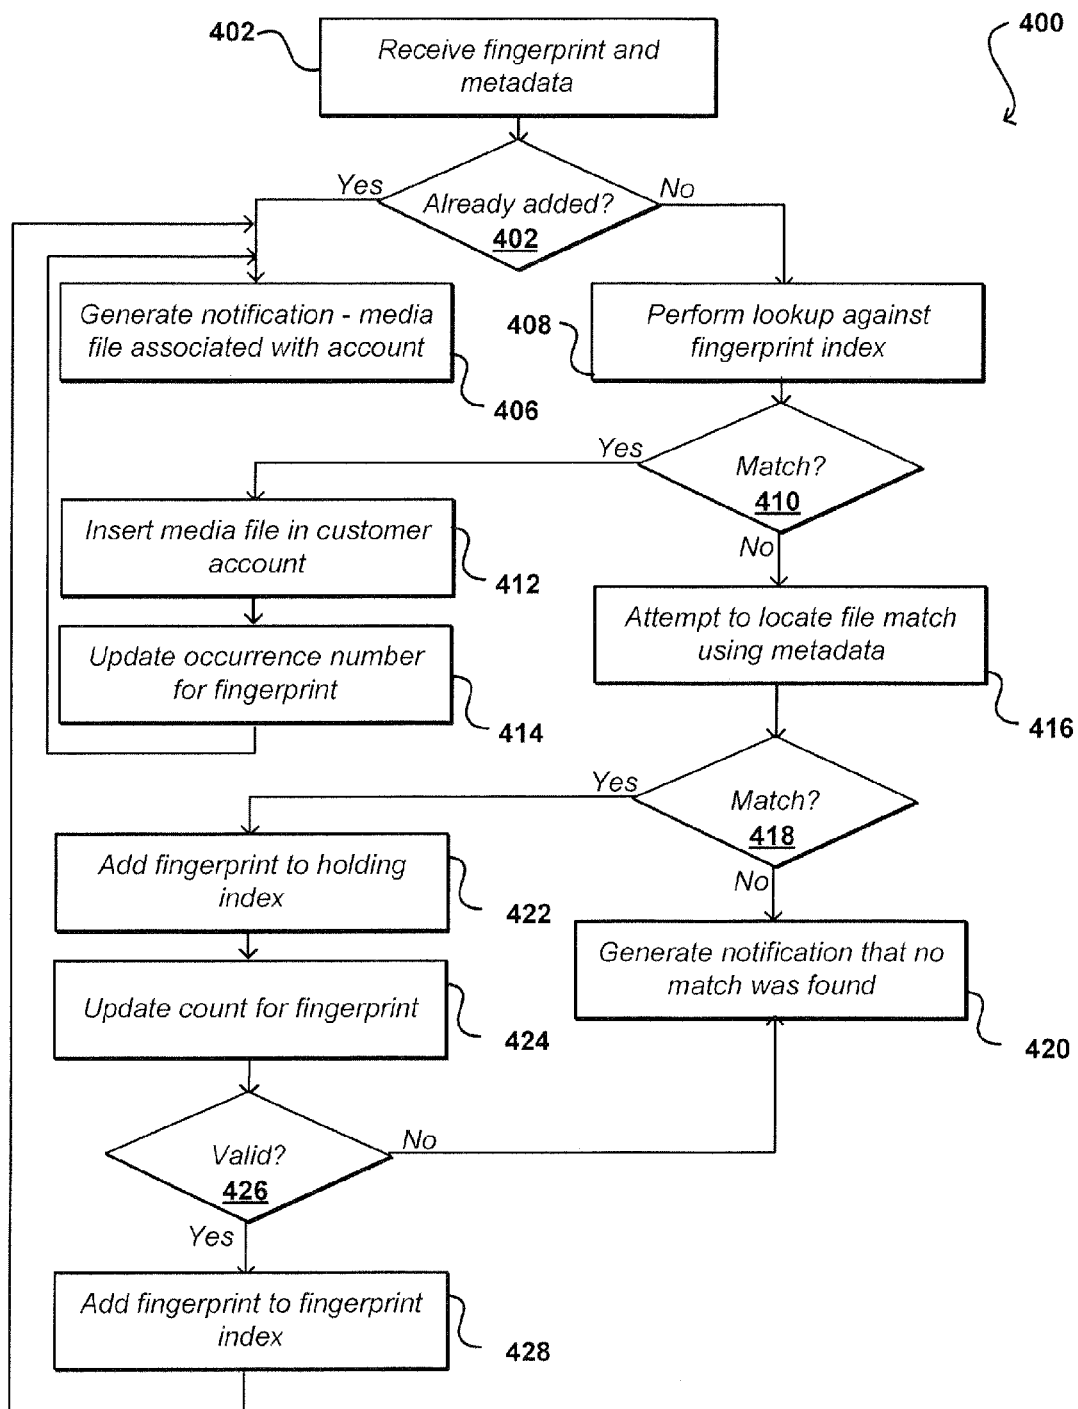 402
400
Receive fingerprint and
metadata
Yes
Already added?
402
No
Generate notification - media
file associated with account
406
Perform lookup against
fingerprint index
408
Yes
Match?
410
No
Insert media file in customer
account
412
Update occurrence number
for fingerprint
414
Attempt to locate file match
using metadata
416
Yes
Match?
418
No
Add fingerprint to holding
index
422
Generate notification that no
match was found
420
Update count for fingerprint
424
Valid?
426
No
Yes
Add fingerprint to fingerprint
index
428